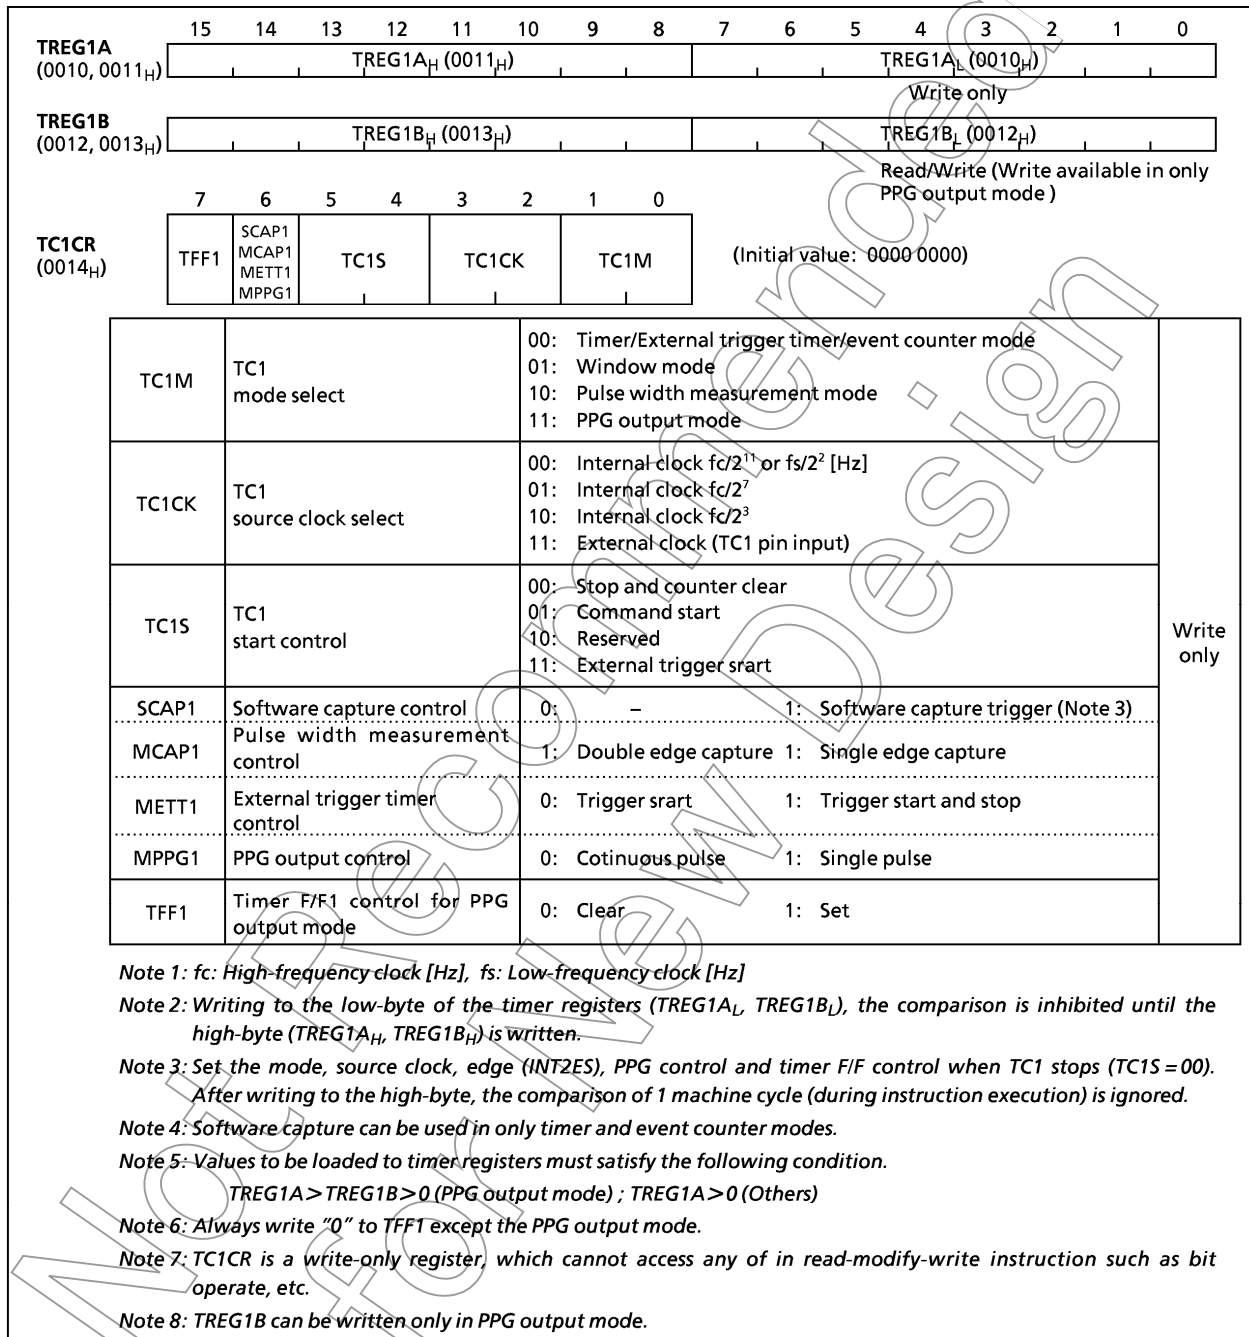 15 14 13 12 11 10 9 8 7 6 5 4 3 2 1 0
TREG1A
(0010, 0011H) TREG1AH (0011H) TREG1AL (0010H)
Write only
TREG1B
(0012, 0013H) TREG1BH (0013H) TREG1BL (0012H)
Read/Write (Write available in only
PPG output mode )
7 6 5 4 3 2 1 0
TC1CR
(0014H)
TFF1
SCAP1
MCAP1
METT1
MPPG1
TC1S TC1CK TC1M (Initial value: 0000 0000)
TC1M
TC1
mode select
00: Timer/External trigger timer/event counter mode
01: Window mode
10: Pulse width measurement mode
11: PPG output mode
TC1CK
TC1
source clock select
00: Internal clock fc/2¹¹ or fs/2² [Hz]
01: Internal clock fc/2⁷
10: Internal clock fc/2³
11: External clock (TC1 pin input)
TC1S
TC1
start control
00: Stop and counter clear
01: Command start
10: Reserved
11: External trigger srart
Write
only
SCAP1 Software capture control 0: – 1: Software capture trigger (Note 3)
MCAP1
Pulse width measurement
control
1: Double edge capture 1: Single edge capture
METT1
External trigger timer
control
0: Trigger srart 1: Trigger start and stop
MPPG1 PPG output control 0: Cotinuous pulse 1: Single pulse
TFF1
Timer F/F1 control for PPG
output mode
0: Clear 1: Set
Note 1: fc: High-frequency clock [Hz], fs: Low-frequency clock [Hz]
Note 2: Writing to the low-byte of the timer registers (TREG1AL, TREG1BL), the comparison is inhibited until the
high-byte (TREG1AH, TREG1BH) is written.
Note 3: Set the mode, source clock, edge (INT2ES), PPG control and timer F/F control when TC1 stops (TC1S = 00).
After writing to the high-byte, the comparison of 1 machine cycle (during instruction execution) is ignored.
Note 4: Software capture can be used in only timer and event counter modes.
Note 5: Values to be loaded to timer registers must satisfy the following condition.
TREG1A > TREG1B > 0 (PPG output mode) ; TREG1A > 0 (Others)
Note 6: Always write "0" to TFF1 except the PPG output mode.
Note 7: TC1CR is a write-only register, which cannot access any of in read-modify-write instruction such as bit
operate, etc.
Note 8: TREG1B can be written only in PPG output mode.
Not Recommended
for New Design